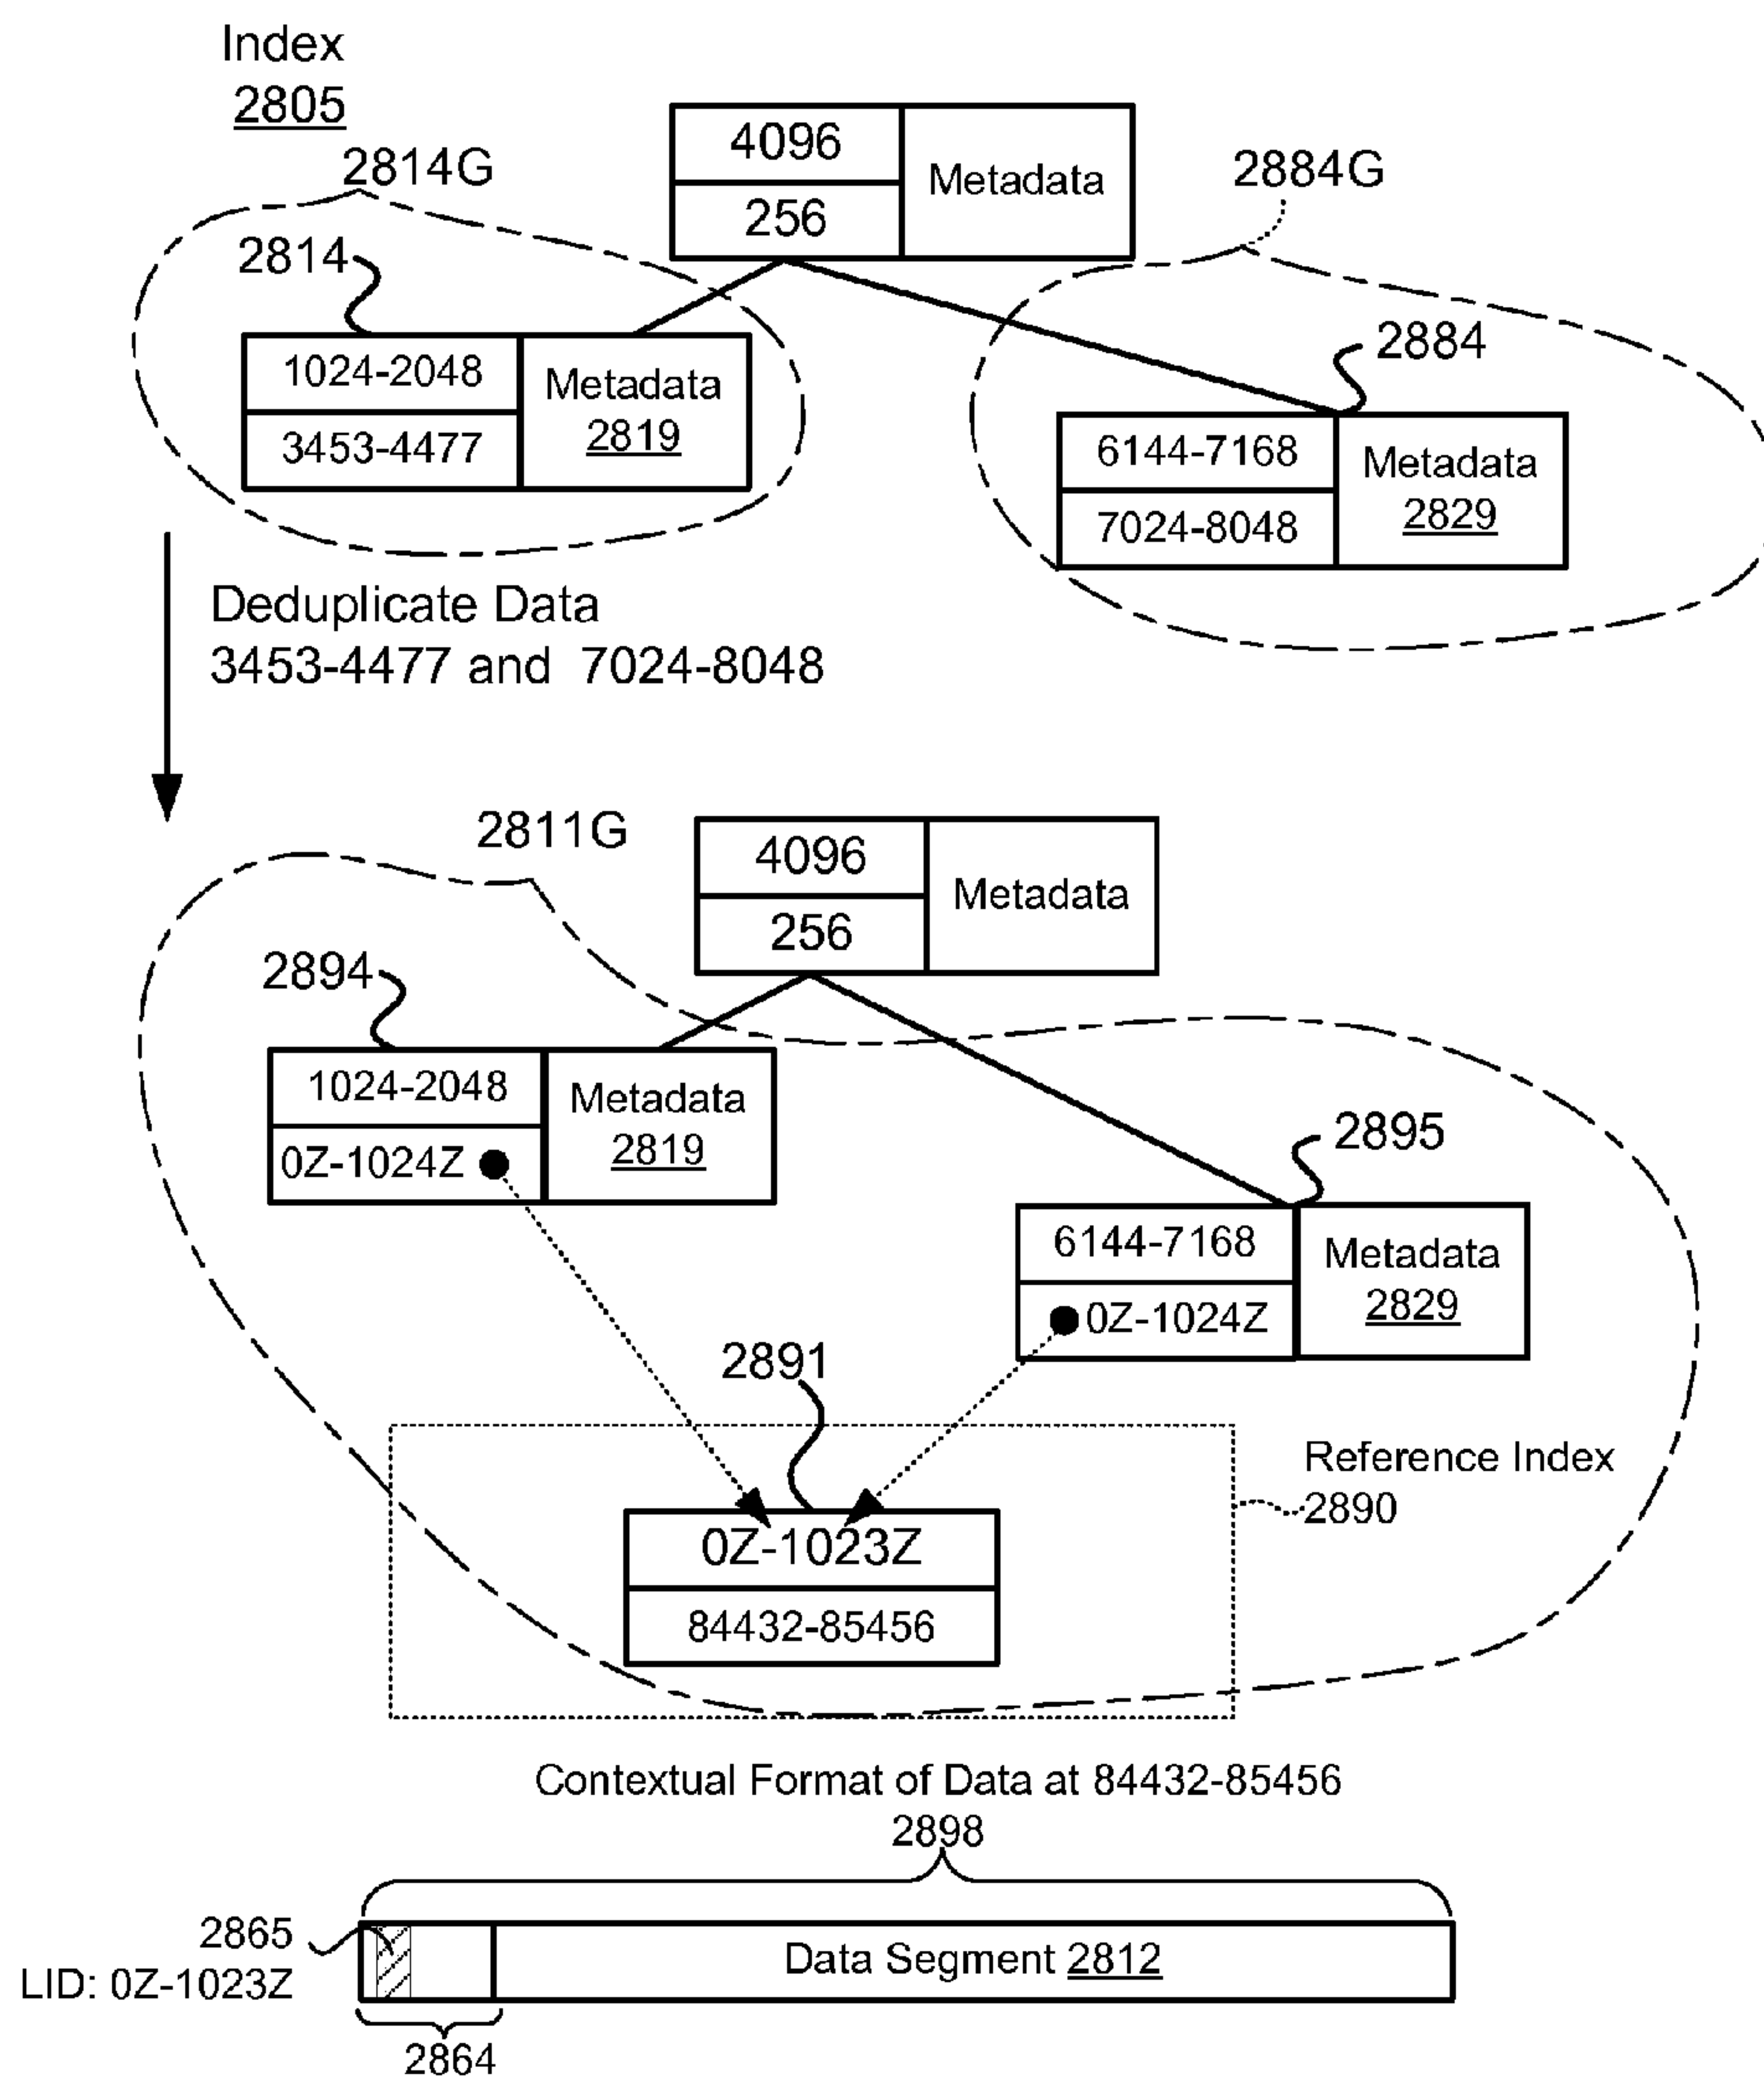 Index
2805
2814G
4096
256
Metadata
2884G
2814
1024-2048
3453-4477
Metadata
2819
2884
6144-7168
7024-8048
Metadata
2829
Deduplicate Data
3453-4477 and 7024-8048
2811G
4096
256
Metadata
2894
1024-2048
0Z-1024Z
Metadata
2819
2895
6144-7168
0Z-1024Z
Metadata
2829
2891
0Z-1023Z
84432-85456
Reference Index
2890
Contextual Format of Data at 84432-85456
2898
2865
LID: 0Z-1023Z
Data Segment 2812
2864